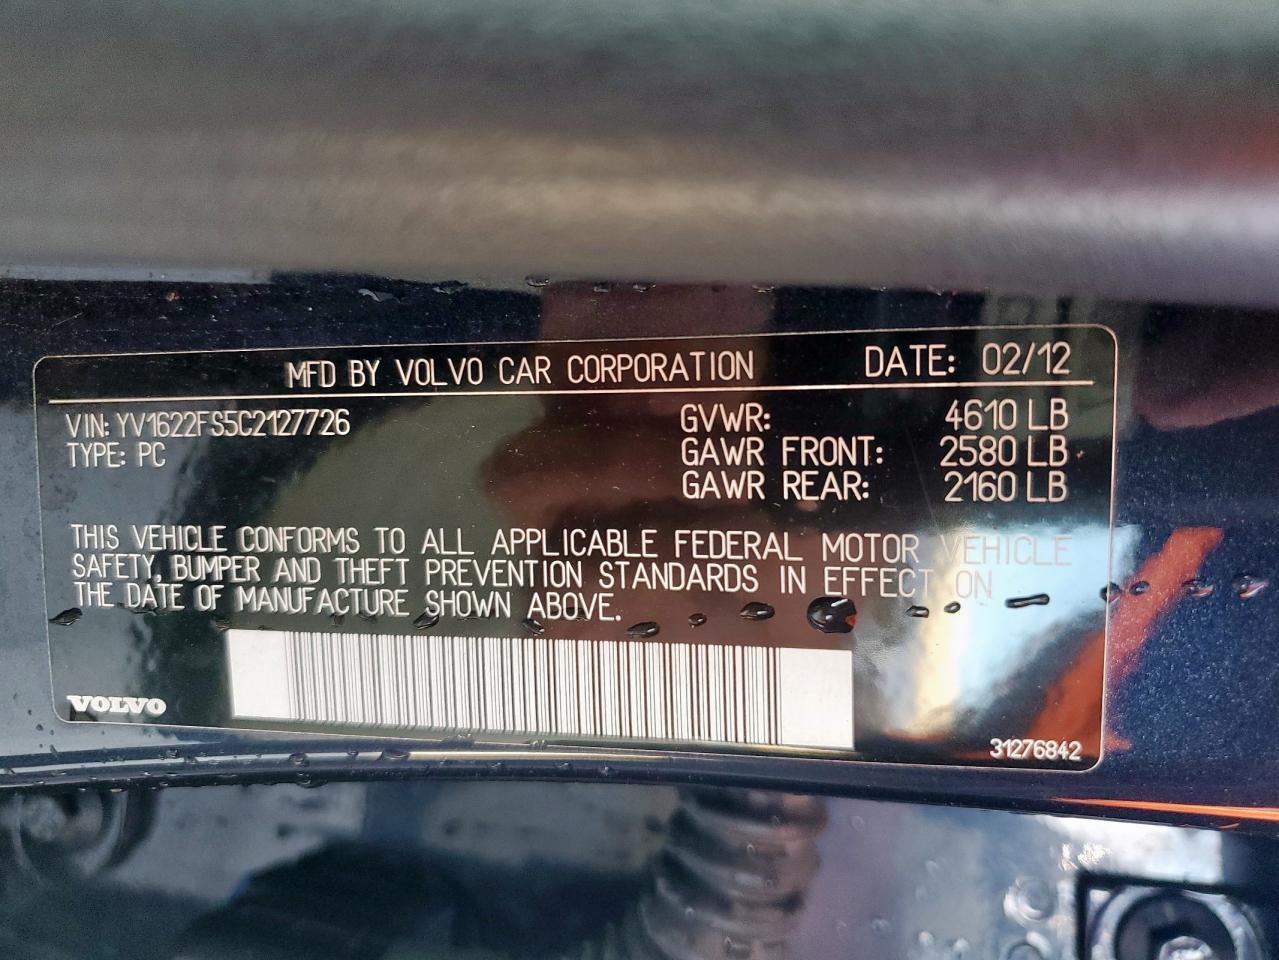 MFD BY VOLVO CAR CORPORATION DATE: 02/12
VIN: YV1622FS5C2127726 GVWR: 4610 LB
TYPE: PC GAWR FRONT: 2580 LB
GAWR REAR: 2160 LB
THIS VEHICLE CONFORMS TO ALL APPLICABLE FEDERAL MOTOR VEHICLE
SAFETY, BUMPER AND THEFT PREVENTION STANDARDS IN EFFECT ON
THE DATE OF MANUFACTURE SHOWN ABOVE.
VOLVO
31276842